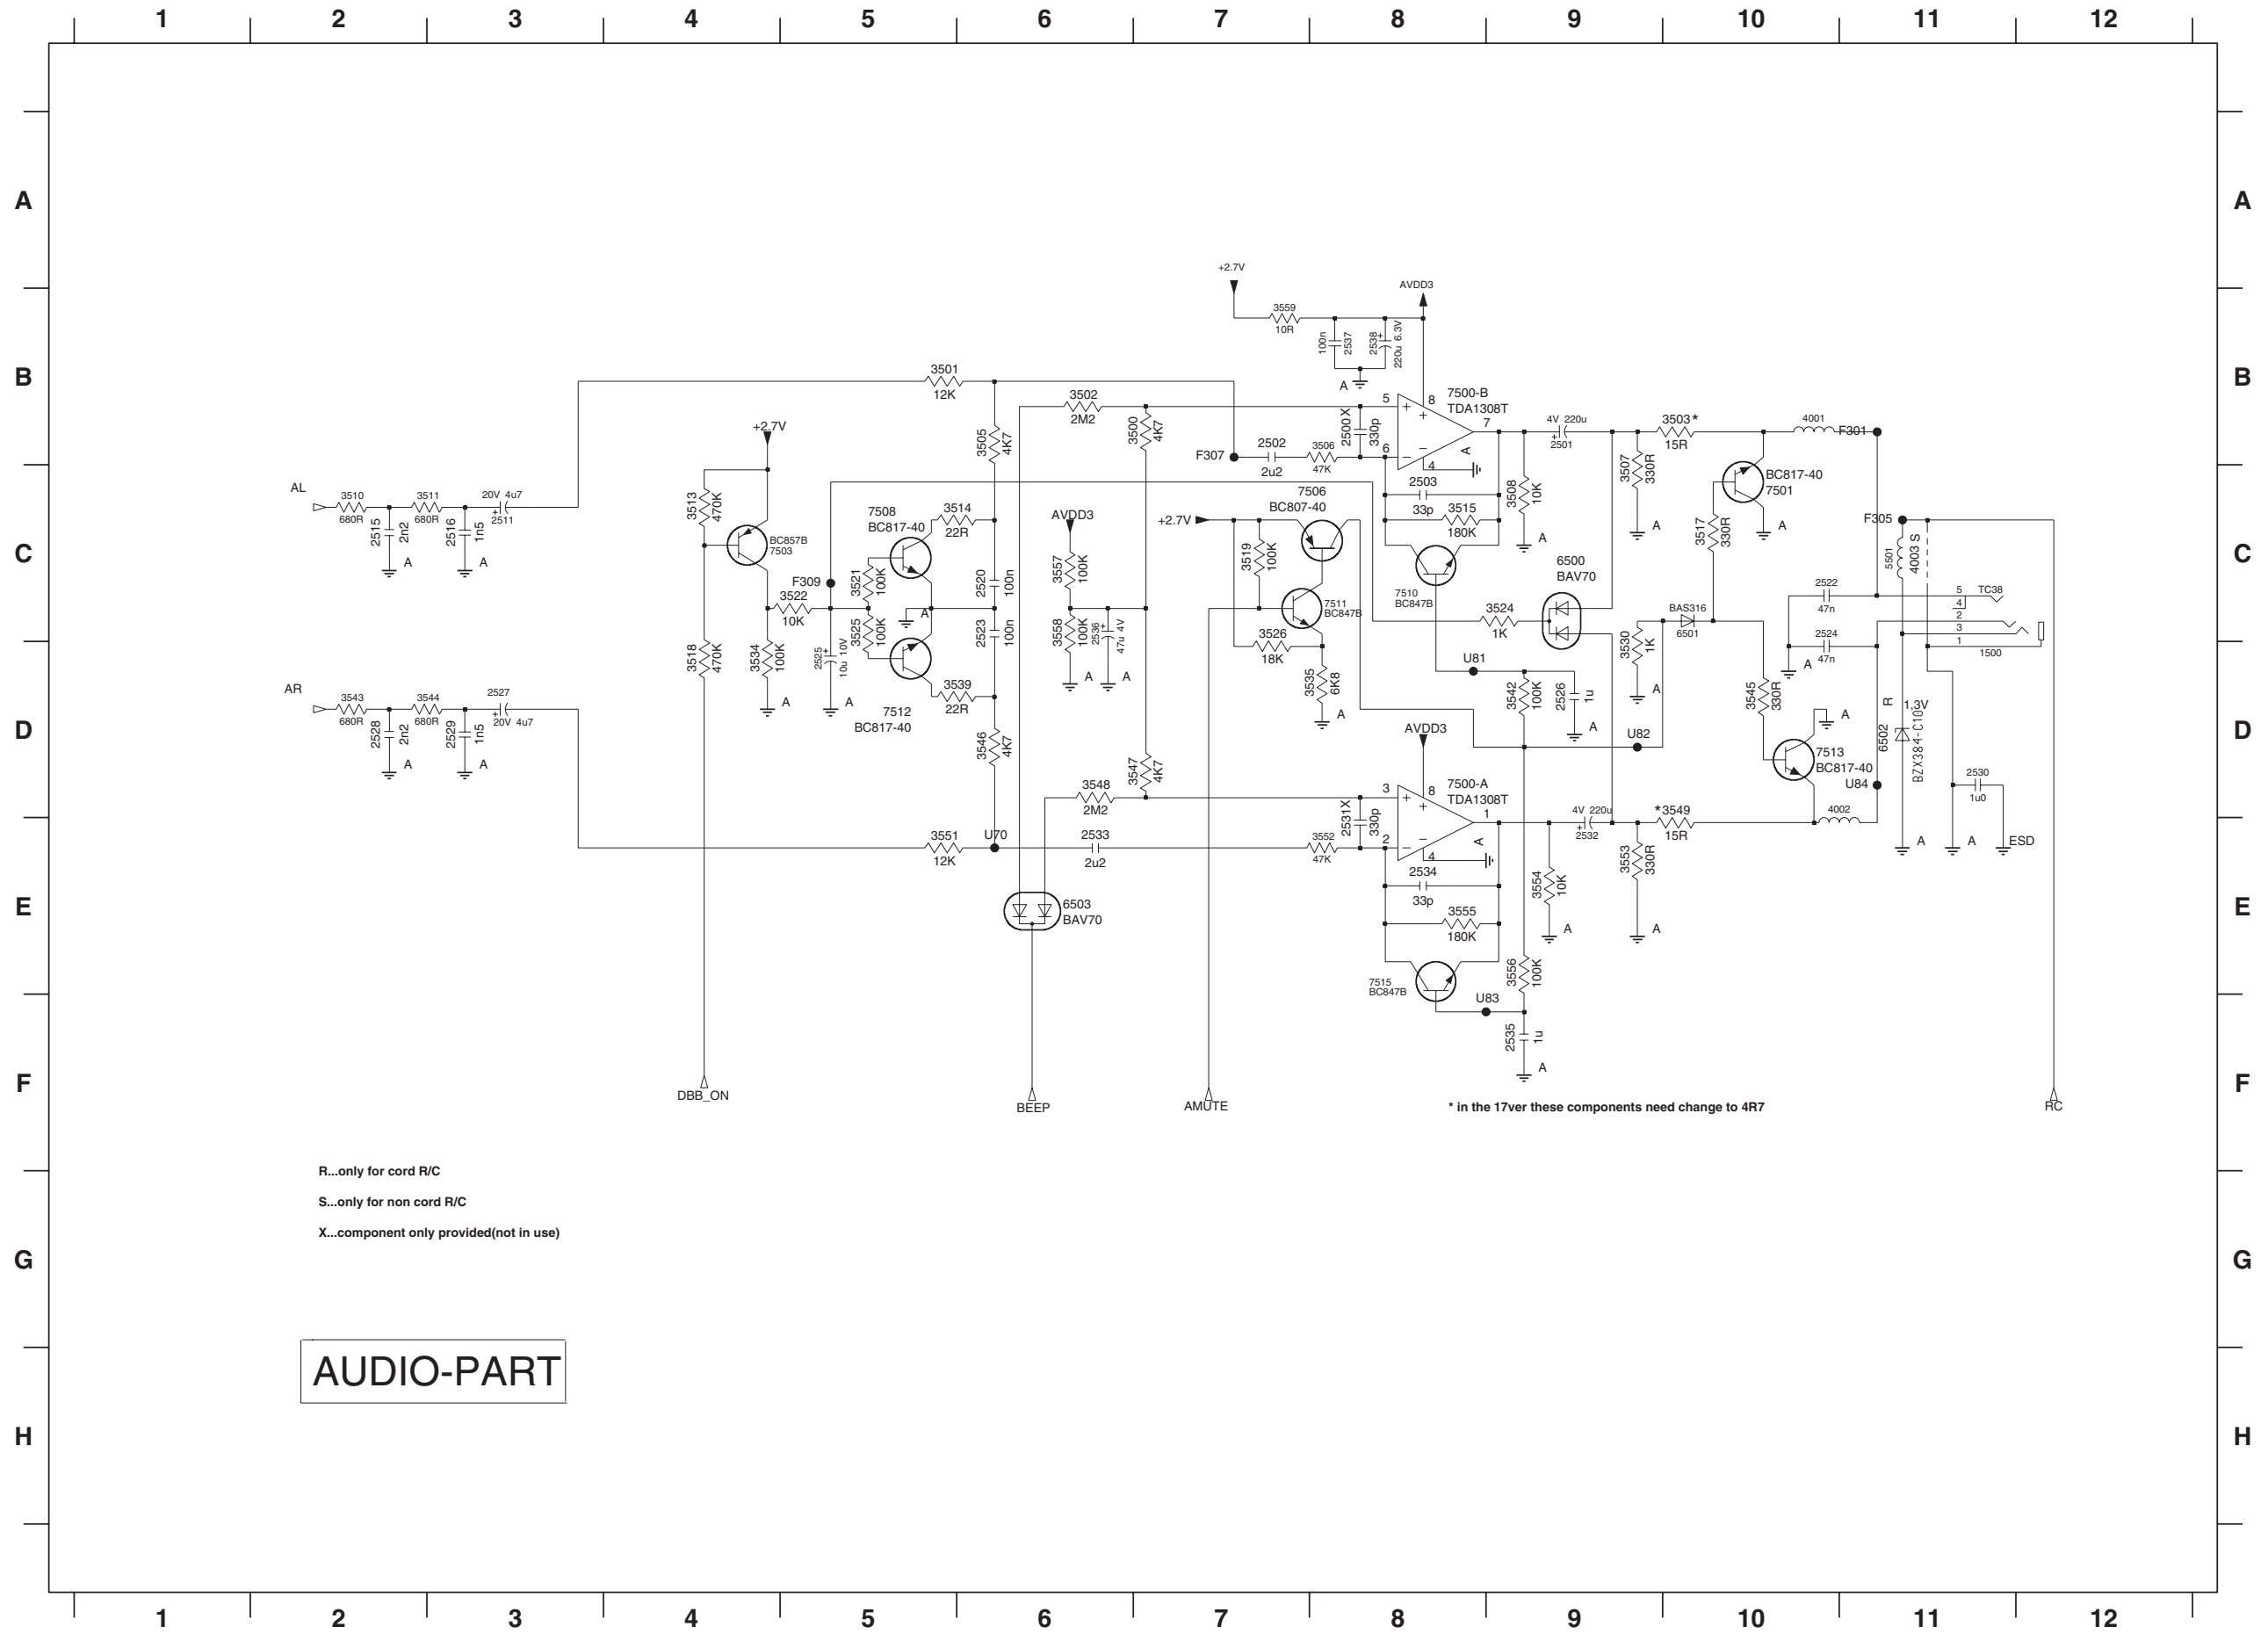 1 2 3 4 5 6 7 8 9 10 11 12
A A
+2.7V
AVDD3
3559
10R
100n
2537
2538
+
220u 6.3V
A
B B
3501
12K
3502
2M2
3505
4K7
3500
4K7
2500 X
330p
5
6
8
4
7
7500-B
TDA1308T
A
4V 220u
+
2501
3503*
15R
4001
F301
F307
2502
2u2
3506
47K
3507
330R
BC817-40
7501
+2.7V
AL
3510
680R
3511
680R
20V 4u7
+
2511
2515
2n2
A
2516
1n5
A
3513
470K
BC857B
7503
7508
BC817-40
3514
22R
AVDD3
+2.7V
7506
BC807-40
2503
33p
3515
180K
3508
10K
A
A
3517
330R
A
F305
C C
F309
3522
10K
3521
100K
3525
100K
A
2520
100n
2523
100n
3557
100K
3558
100K
2536
+
47u 4V
A
A
3519
100K
7511
BC847B
7510
BC847B
3524
1K
6500
BAV70
BAS316
6501
5501
4003 S
2522
47n
2524
47n
A
5
4
2
3
1
TC38
1500
3518
470K
3534
100K
A
2525
+
10u 10V
A
7512
BC817-40
3539
22R
3526
18K
3535
6K8
A
U81
3542
100K
2526
1u
A
3530
1K
A
3545
330R
A
AR
3543
680R
3544
680R
2527
+
20V 4u7
2528
2n2
A
2529
1n5
A
D D
3546
4K7
3547
4K7
AVDD3
U82
7513
BC817-40
U84
R
6502
1,3V
BZX384-C10
2530
1u0
3548
2M2
2531X
330p
3
2
8
4
1
7500-A
TDA1308T
A
4V 220u
+
2532
*3549
15R
4002
3551
12K
U70
2533
2u2
3552
47K
3553
330R
A
A
A
ESD
2534
33p
3555
180K
3554
10K
A
E E
6503
BAV70
7515
BC847B
3556
100K
U83
2535
1u
A
F F
DBB_ON
BEEP
AMUTE
* in the 17ver these components need change to 4R7
RC
R...only for cord R/C
S...only for non cord R/C
X...component only provided(not in use)
G G
AUDIO-PART
H H
1 2 3 4 5 6 7 8 9 10 11 12